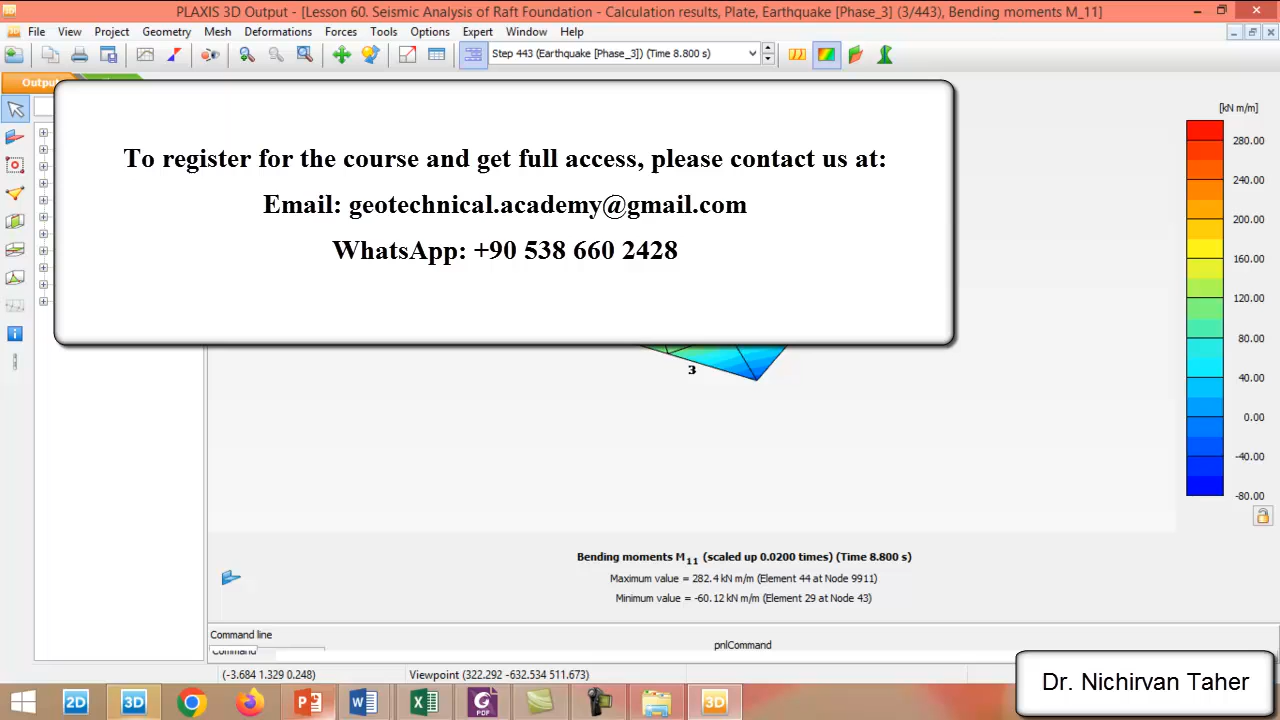 PLAXIS 3D Output - [Lesson 60. Seismic Analysis of Raft Foundation - Calculation results, Plate, Earthquake [Phase_3] (3/443), Bending moments M_11]
File View Project Geometry Mesh Deformations Forces Tools Options Expert Window Help
Step 443 (Earthquake [Phase_3]) (Time 8.800 s)
Output
To register for the course and get full access, please contact us at:
Email: geotechnical.academy@gmail.com
WhatsApp: +90 538 660 2428
[kN m/m]
280.00
240.00
200.00
160.00
120.00
80.00
40.00
0.00
-40.00
-80.00
3
Bending moments M11 (scaled up 0.0200 times) (Time 8.800 s)
Maximum value = 282.4 kN m/m (Element 44 at Node 9911)
Minimum value = -60.12 kN m/m (Element 29 at Node 43)
Command line
Command
pnlCommand
(-3.684 1.329 0.248)
Viewpoint (322.292 -632.534 511.673)
Dr. Nichirvan Taher
2D 3D PDF 3D